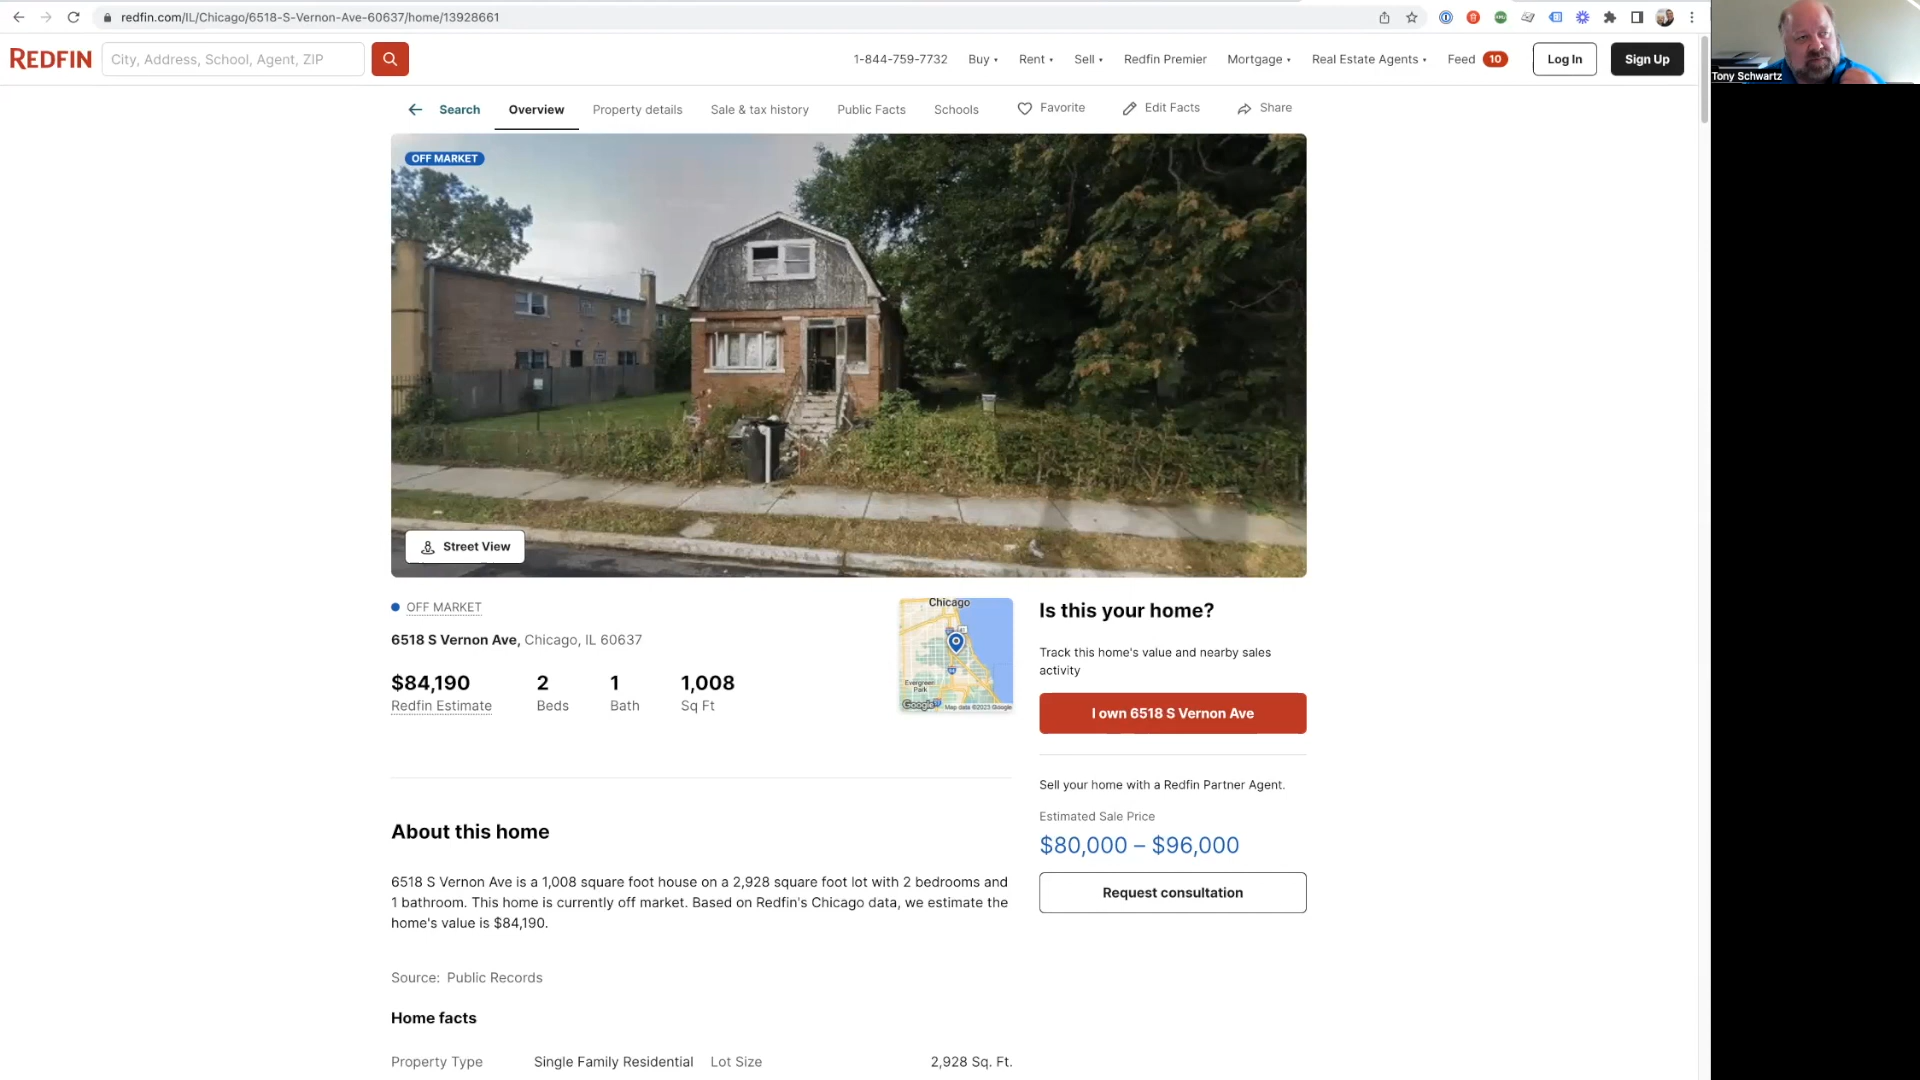 redfin.com/IL/Chicago/6518-S-Vernon-Ave-60637/home/13928661
REDFIN
City, Address, School, Agent, ZIP
1-844-759-7732
Buy
Rent
Sell
Redfin Premier
Mortgage
Real Estate Agents
Feed
10
Log In
Sign Up
Tony Schwartz
Search
Overview
Property details
Sale & tax history
Public Facts
Schools
Favorite
Edit Facts
Share
OFF MARKET
Street View
OFF MARKET
6518 S Vernon Ave, Chicago, IL 60637
$84,190
Redfin Estimate
2
Beds
1
Bath
1,008
Sq Ft
Chicago
Evergreen
Park
Google
Map data ©2023 Google
Is this your home?
Track this home's value and nearby sales
activity
I own 6518 S Vernon Ave
Sell your home with a Redfin Partner Agent.
Estimated Sale Price
$80,000 – $96,000
Request consultation
About this home
6518 S Vernon Ave is a 1,008 square foot house on a 2,928 square foot lot with 2 bedrooms and
1 bathroom. This home is currently off market. Based on Redfin's Chicago data, we estimate the
home's value is $84,190.
Source: Public Records
Home facts
Property Type
Single Family Residential
Lot Size
2,928 Sq. Ft.